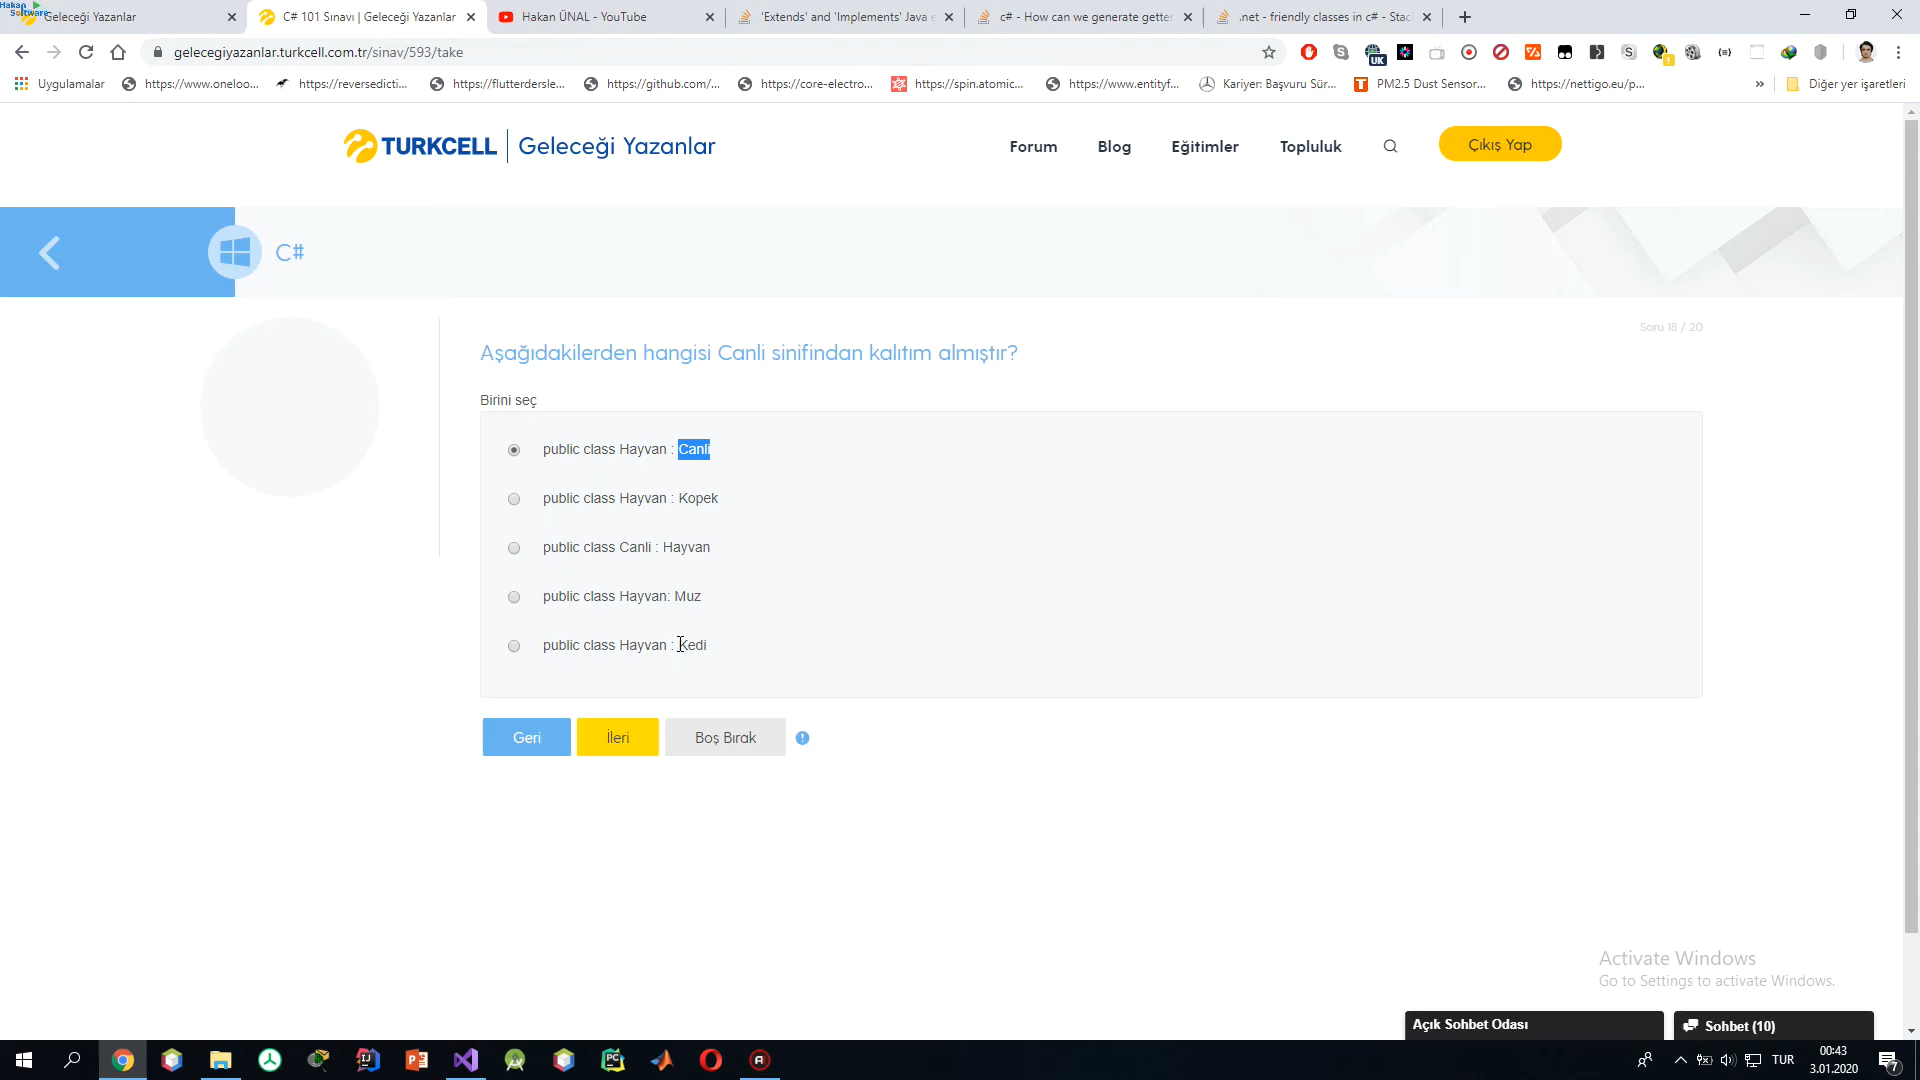 Hakan
Software
Geleceği Yazanlar
C# 101 Sınavı | Geleceği Yazanlar
Hakan ÜNAL - YouTube
'Extends' and 'Implements' Java e
c# - How can we generate gette
.net - friendly classes in c# - Stac
gelecegiyazanlar.turkcell.com.tr/sinav/593/take
UK
Uygulamalar
https://www.oneloo...
https://reversedicti...
https://flutterdersle...
https://github.com/...
https://core-electro...
https://spin.atomic...
https://www.entityf...
Kariyer: Başvuru Sür...
PM2.5 Dust Sensor...
https://nettigo.eu/p...
»
Diğer yer işaretleri
TURKCELL
Geleceği Yazanlar
Forum
Blog
Eğitimler
Topluluk
Çıkış Yap
C#
Soru 18 / 20
Aşağıdakilerden hangisi Canli sinifindan kalıtım almıştır?
Birini seç
public class Hayvan : Canli
public class Hayvan : Kopek
public class Canli : Hayvan
public class Hayvan: Muz
public class Hayvan : Kedi
Geri
İleri
Boş Bırak
Activate Windows
Go to Settings to activate Windows.
Açık Sohbet Odası
Sohbet (10)
TUR
00:43
3.01.2020
7